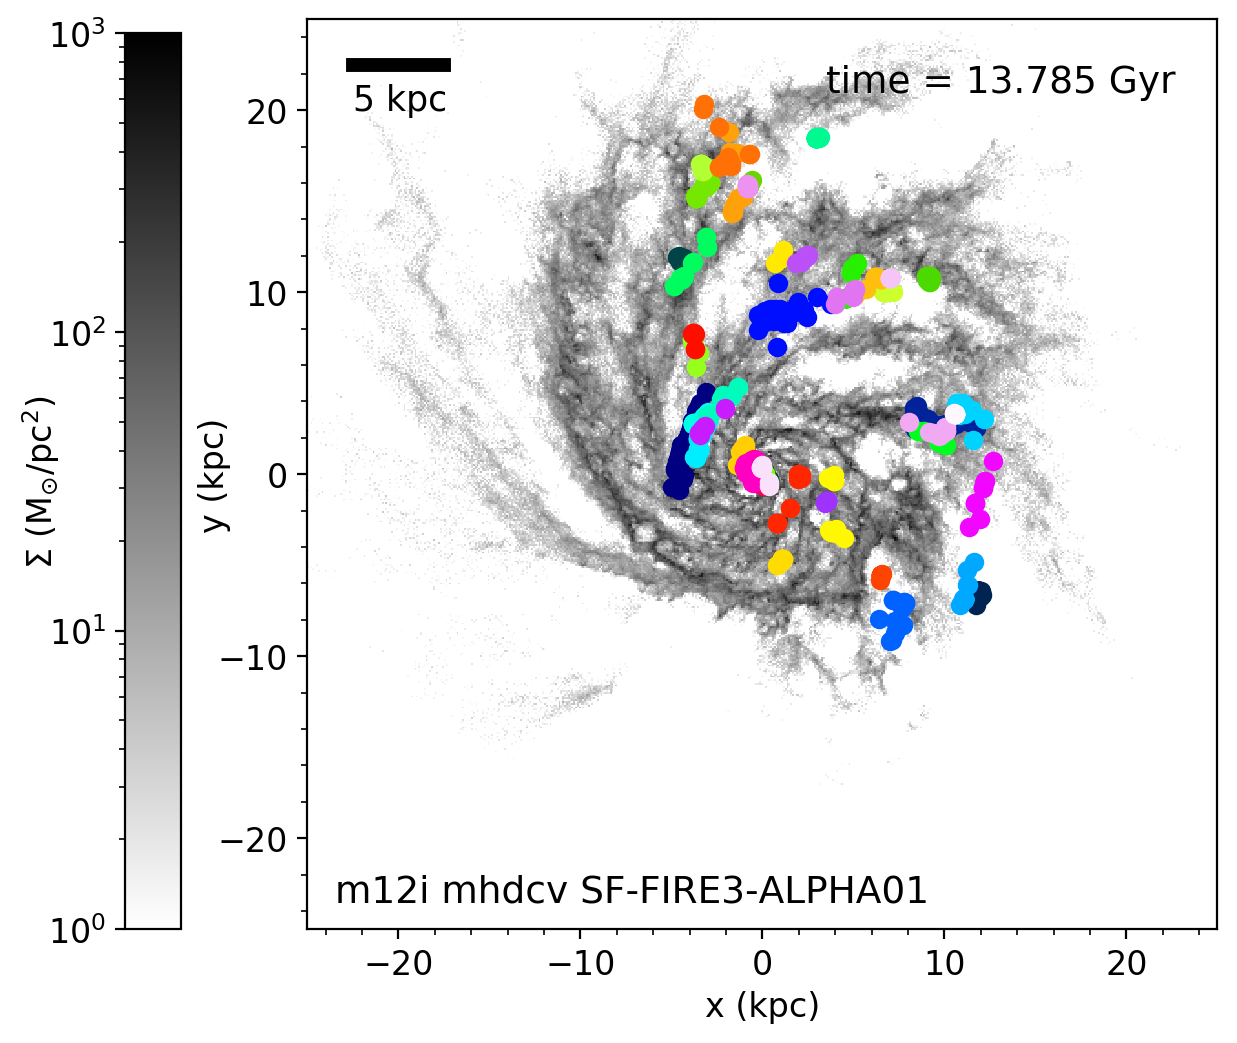 10³
10²
10¹
10⁰
Σ (M⊙/pc²)
5 kpc
time = 13.785 Gyr
20
10
0
−10
−20
y (kpc)
m12i mhdcv SF-FIRE3-ALPHA01
−20 −10 0 10 20
x (kpc)